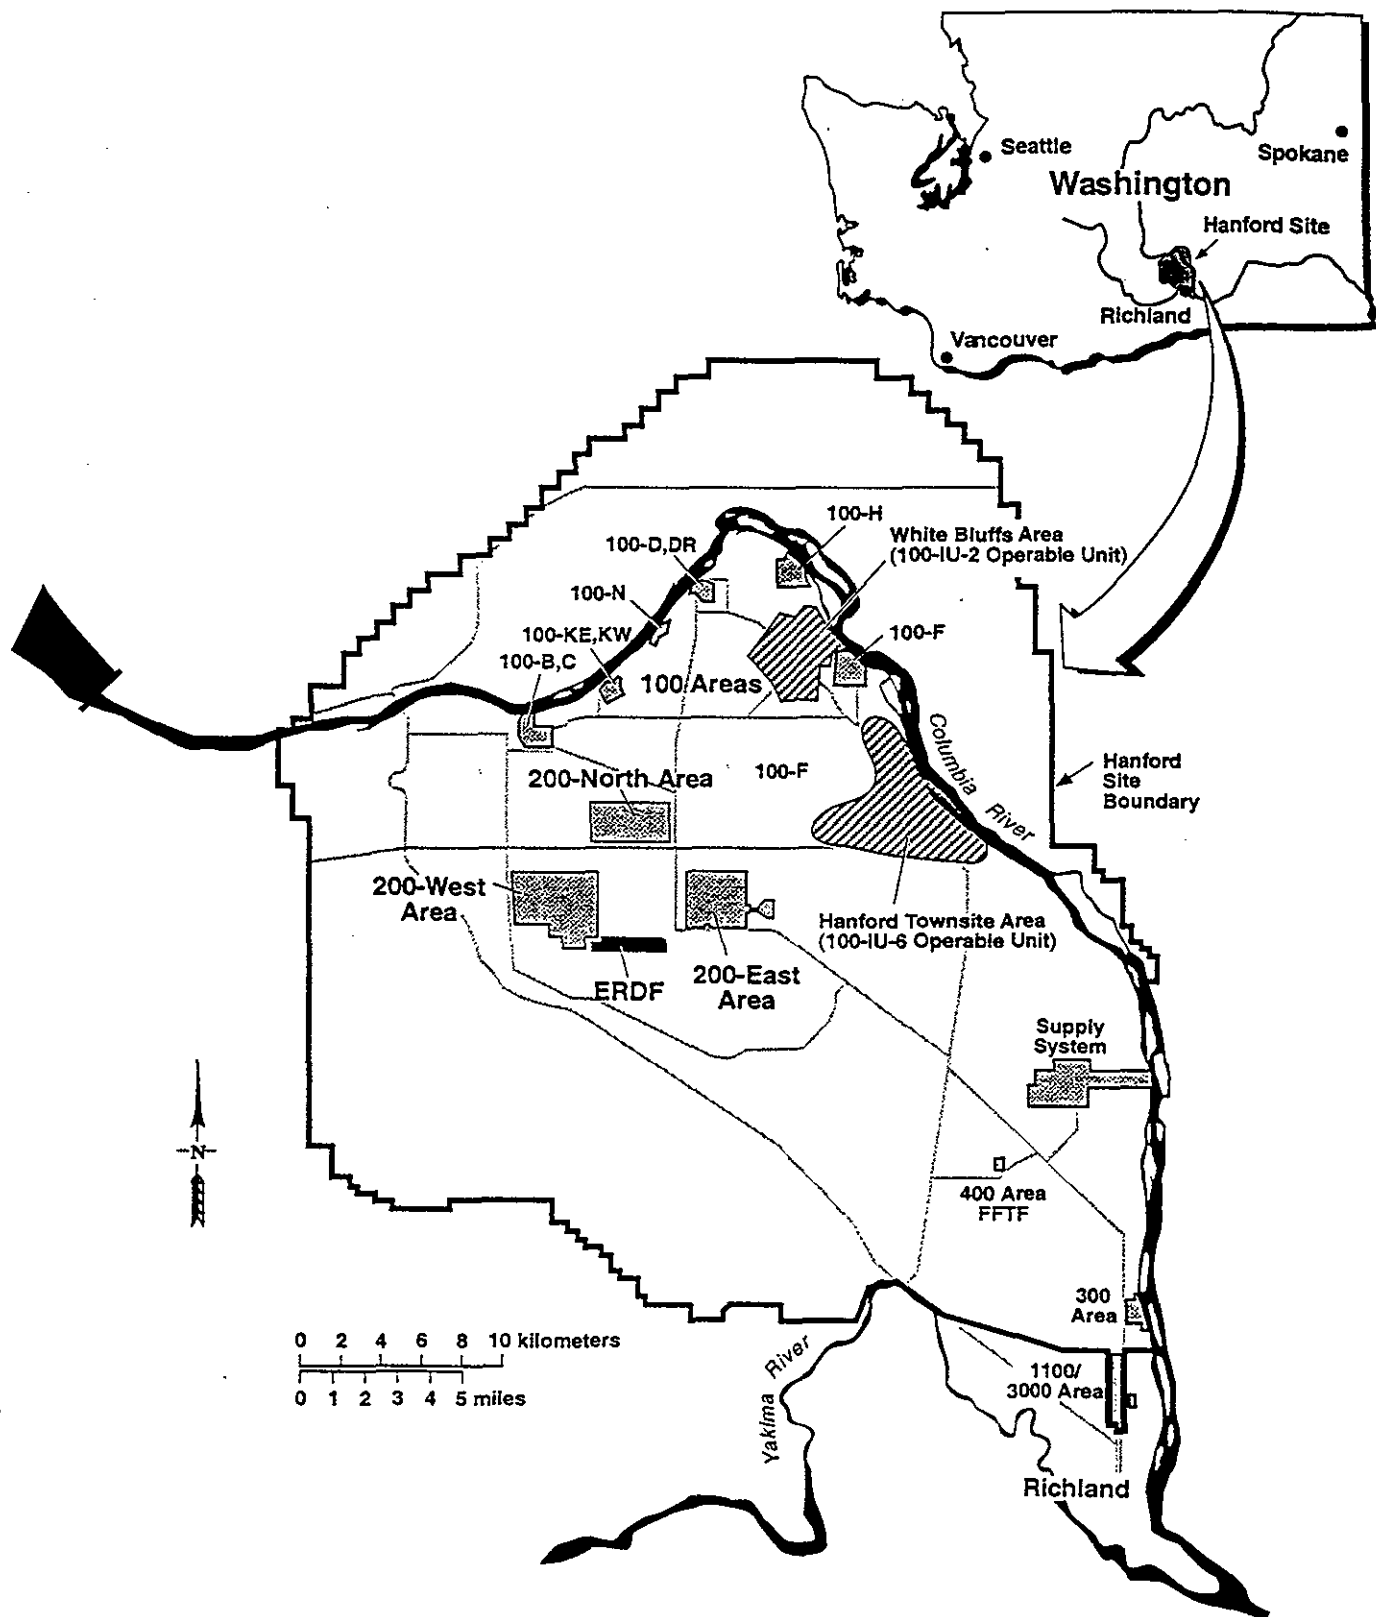 Seattle
Spokane
Washington
Hanford Site
Richland
Vancouver
100-H
White Bluffs Area
(100-IU-2 Operable Unit)
100-D,DR
100-N
100-KE,KW
100-F
100-B,C
100 Areas
Columbia
River
Hanford
Site
Boundary
100-F
200-North Area
200-West
Area
Hanford Townsite Area
(100-IU-6 Operable Unit)
ERDF
200-East
Area
Supply
System
N
400 Area
FFTF
300
Area
0 2 4 6 8 10 kilometers
0 1 2 3 4 5 miles
Yakima
River
1100/
3000 Area
Richland